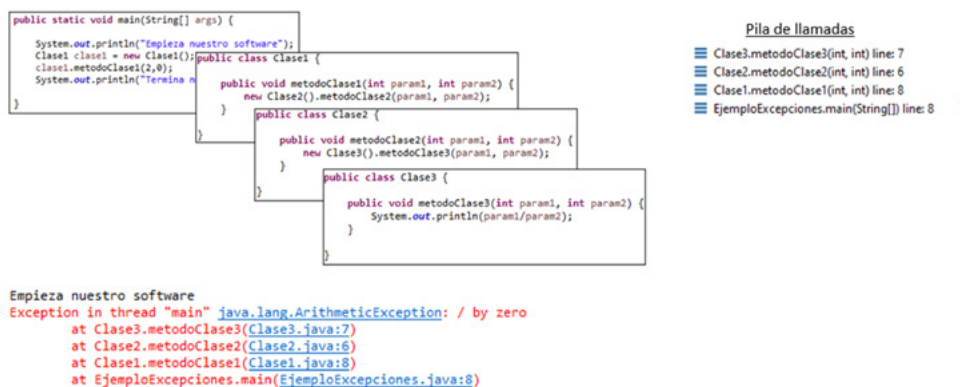 public static void main(String[] args) {
System.out.println("Empieza nuestro software");
Clase1 clase1 = new Clase1();
clase1.metodoClase1(2,0);
System.out.println("Termina n
}
public class Clase1 {
public void metodoClase1(int param1, int param2) {
new Clase2().metodoClase2(param1, param2);
}
}
public class Clase2 {
public void metodoClase2(int param1, int param2) {
new Clase3().metodoClase3(param1, param2);
}
}
public class Clase3 {
public void metodoClase3(int param1, int param2) {
System.out.println(param1/param2);
}
}
Pila de llamadas
Clase3.metodoClase3(int, int) line: 7
Clase2.metodoClase2(int, int) line: 6
Clase1.metodoClase1(int, int) line: 8
EjemploExcepciones.main(String[]) line: 8
Empieza nuestro software
Exception in thread "main" java.lang.ArithmeticException: / by zero
at Clase3.metodoClase3(Clase3.java:7)
at Clase2.metodoClase2(Clase2.java:6)
at Clase1.metodoClase1(Clase1.java:8)
at EjemploExcepciones.main(EjemploExcepciones.java:8)